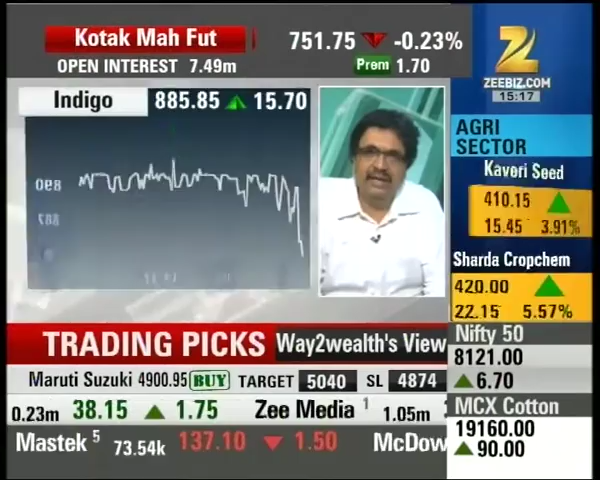 Kotak Mah Fut
751.75 -0.23%
OPEN INTEREST 7.49m
Prem 1.70
ZEEBIZ.COM
15:17
Indigo 885.85 15.70
890
887
AGRI
SECTOR
Kaveri Seed
410.15
15.45 3.91%
Sharda Cropchem
420.00
22.15 5.57%
TRADING PICKS
Way2wealth's View
Maruti Suzuki 4900.95 BUY TARGET 5040 SL 4874
Nifty 50
8121.00
6.70
0.23m 38.15 1.75 Zee Media 1 1.05m
MCX Cotton
19160.00
90.00
Mastek 5 73.54k 137.10 1.50 McDow